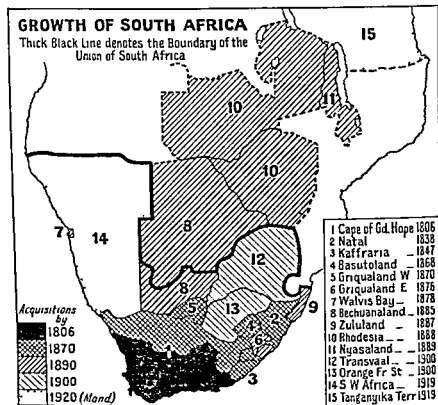 GROWTH OF SOUTH AFRICA
Thick Black Line denotes the Boundary of the
Union of South Africa
15
11
10
10
8
7
14
12
8
5
13
9
4
2
6
3
1
Acquisitions
by
1806
1870
1890
1900
1920 (Mand)
1 Cape of Gd. Hope 1806
2 Natal 1838
3 Kaffraria 1847
4 Basutoland 1868
5 Griqualand W 1870
6 Griqualand E 1876
7 Walvis Bay 1878
8 Bechuanaland 1885
9 Zululand 1887
10 Rhodesia 1888
11 Nyasaland 1889
12 Transvaal 1900
13 Orange Fr St 1900
14 S W Africa 1919
15 Tanganyika Terr 1919